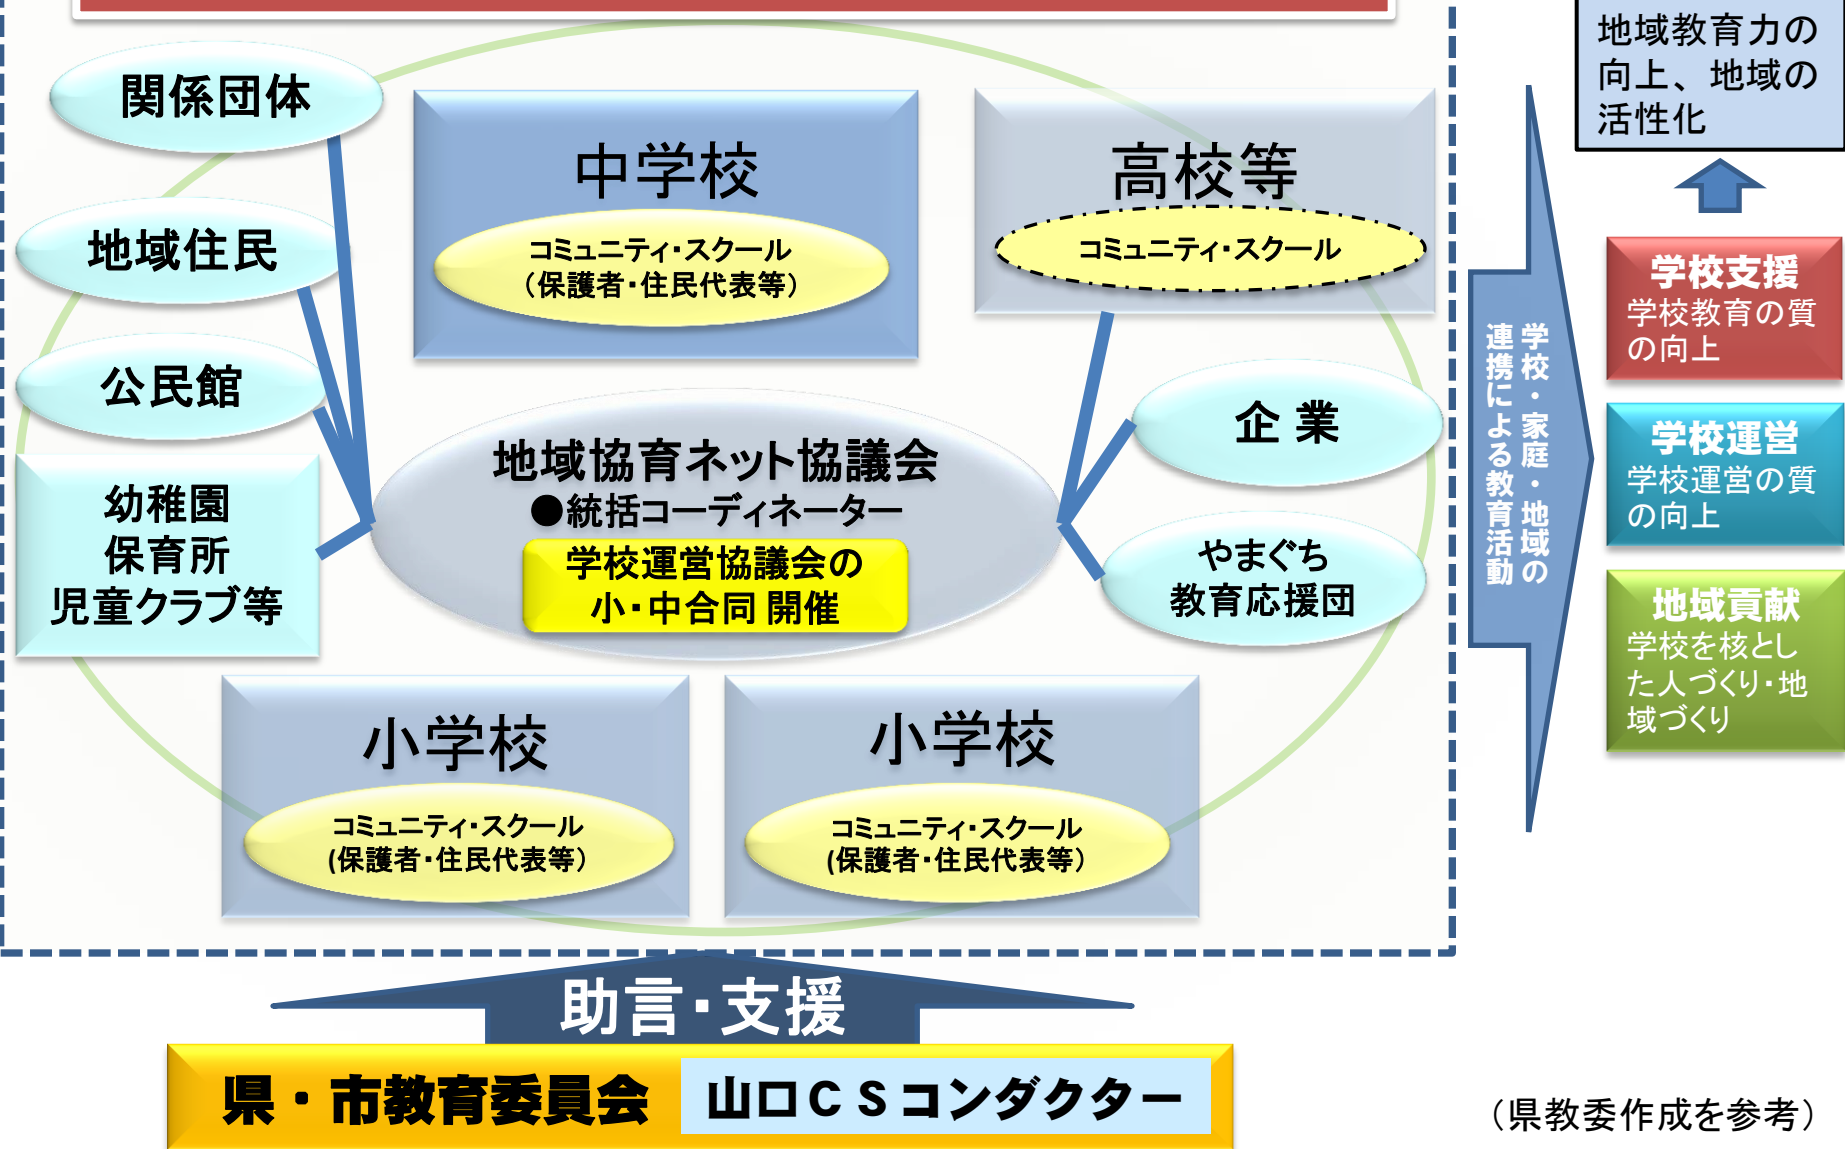 関係団体
地域住民
公民館
幼稚園
保育所
児童クラブ等
中学校
コミュニティ・スクール
（保護者・住民代表等）
高校等
コミュニティ・スクール
地域協育ネット協議会
●統括コーディネーター
学校運営協議会の
小・中合同 開催
企 業
やまぐち
教育応援団
小学校
コミュニティ・スクール
(保護者・住民代表等）
小学校
コミュニティ・スクール
(保護者・住民代表等）
助言・支援
県・市教育委員会
山口ＣＳコンダクター
学校・家庭・地域の
連携による教育活動
地域教育力の
向上、地域の
活性化
学校支援
学校教育の質
の向上
学校運営
学校運営の質
の向上
地域貢献
学校を核とし
た人づくり・地
域づくり
（県教委作成を参考）